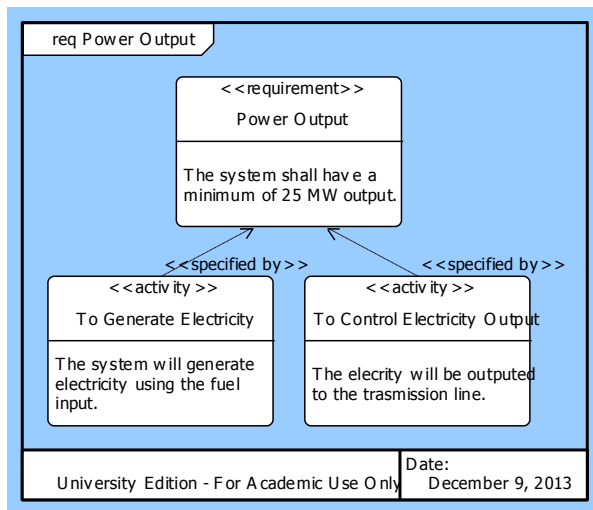 req Power Output
<<requirement>>
Power Output
The system shall have a
minimum of 25 MW output.
<<specified by>>
<<specified by>>
<<activity>>
To Generate Electricity
The system will generate
electricity using the fuel
input.
<<activity>>
To Control Electricity Output
The elecrity will be outputed
to the trasmission line.
University Edition - For Academic Use Only
Date:
December 9, 2013